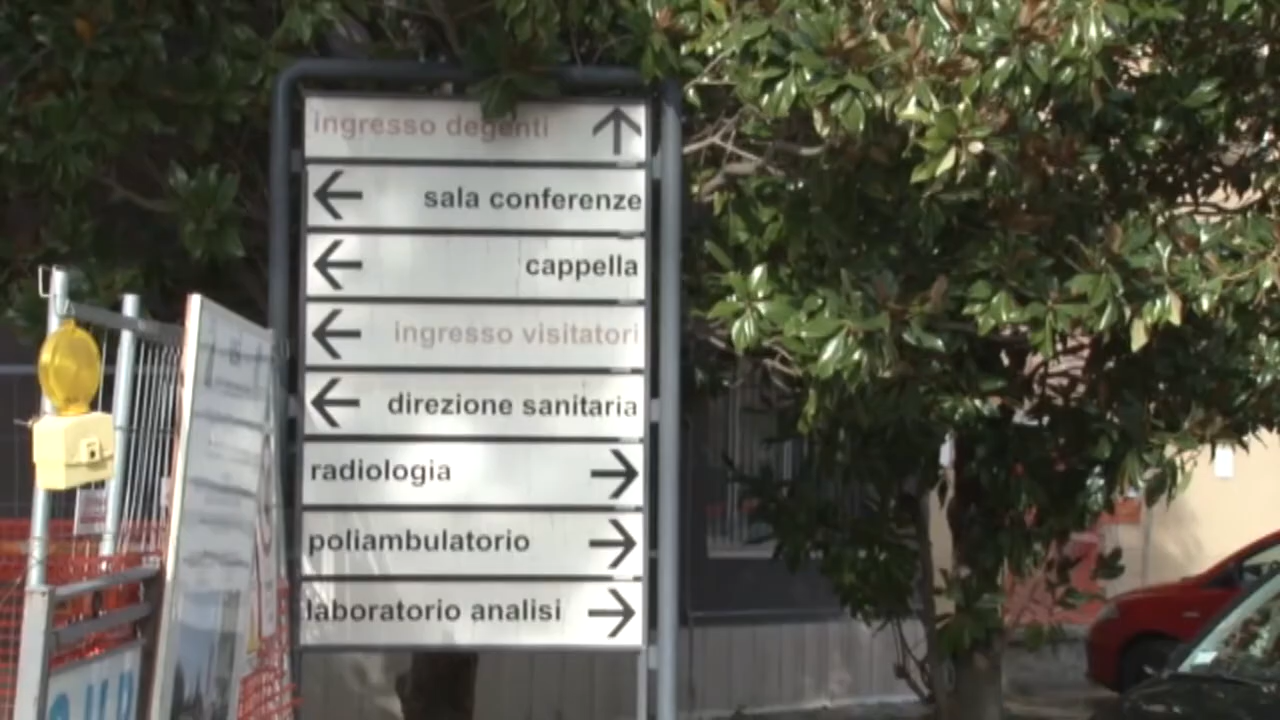 ingresso degenti
sala conferenze
cappella
ingresso visitatori
direzione sanitaria
radiologia
poliambulatorio
laboratorio analisi